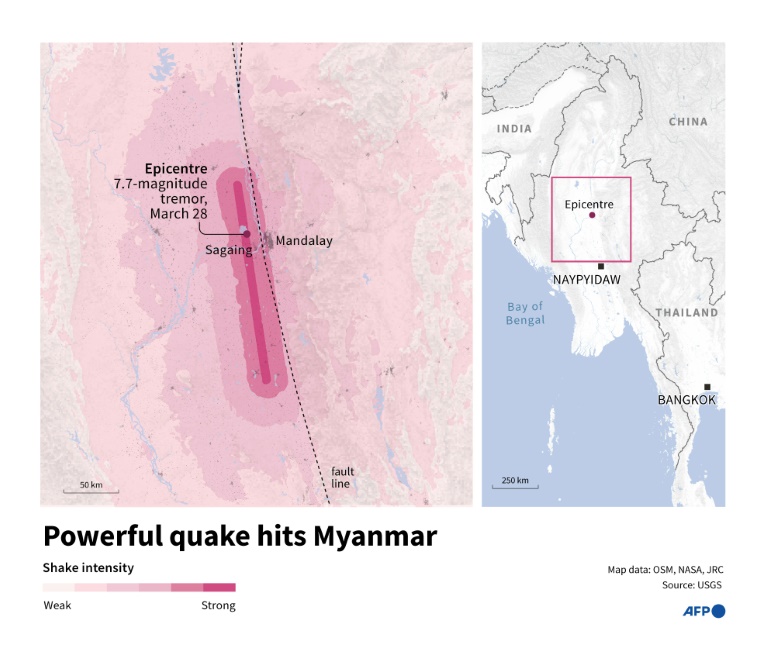 Epicentre
7.7-magnitude
tremor,
March 28
Sagaing
Mandalay
fault
line
50 km
INDIA
CHINA
Epicentre
NAYPYIDAW
Bay of
Bengal
THAILAND
BANGKOK
250 km
Powerful quake hits Myanmar
Shake intensity
Weak
Strong
Map data: OSM, NASA, JRC
Source: USGS
AFP